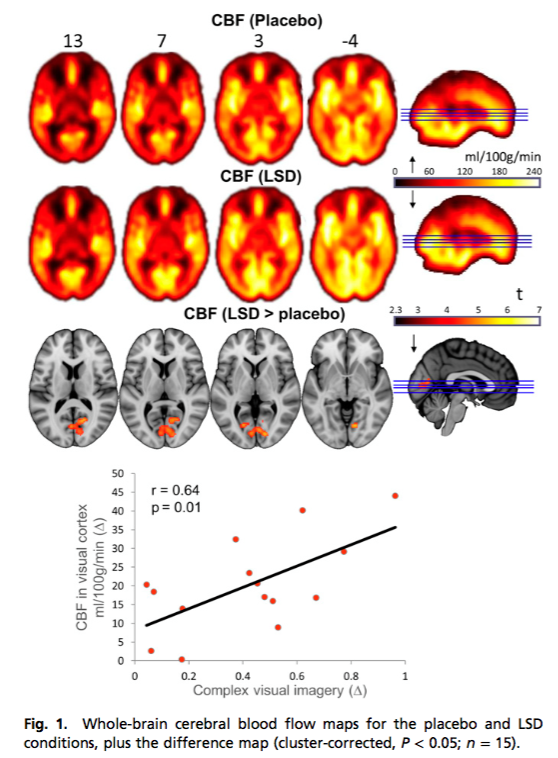 CBF (Placebo)
13 7 3 -4
ml/100g/min
0 60 120 180 240
CBF (LSD)
t
CBF (LSD > placebo)
2.3 3 4 5 6 7
50
45
40
35
30
25
20
15
10
5
0
r = 0.64
p = 0.01
CBF in visual cortex
ml/100g/min (Δ)
0 0.2 0.4 0.6 0.8 1
Complex visual imagery (Δ)
Fig. 1. Whole-brain cerebral blood flow maps for the placebo and LSD
conditions, plus the difference map (cluster-corrected, P < 0.05; n = 15).